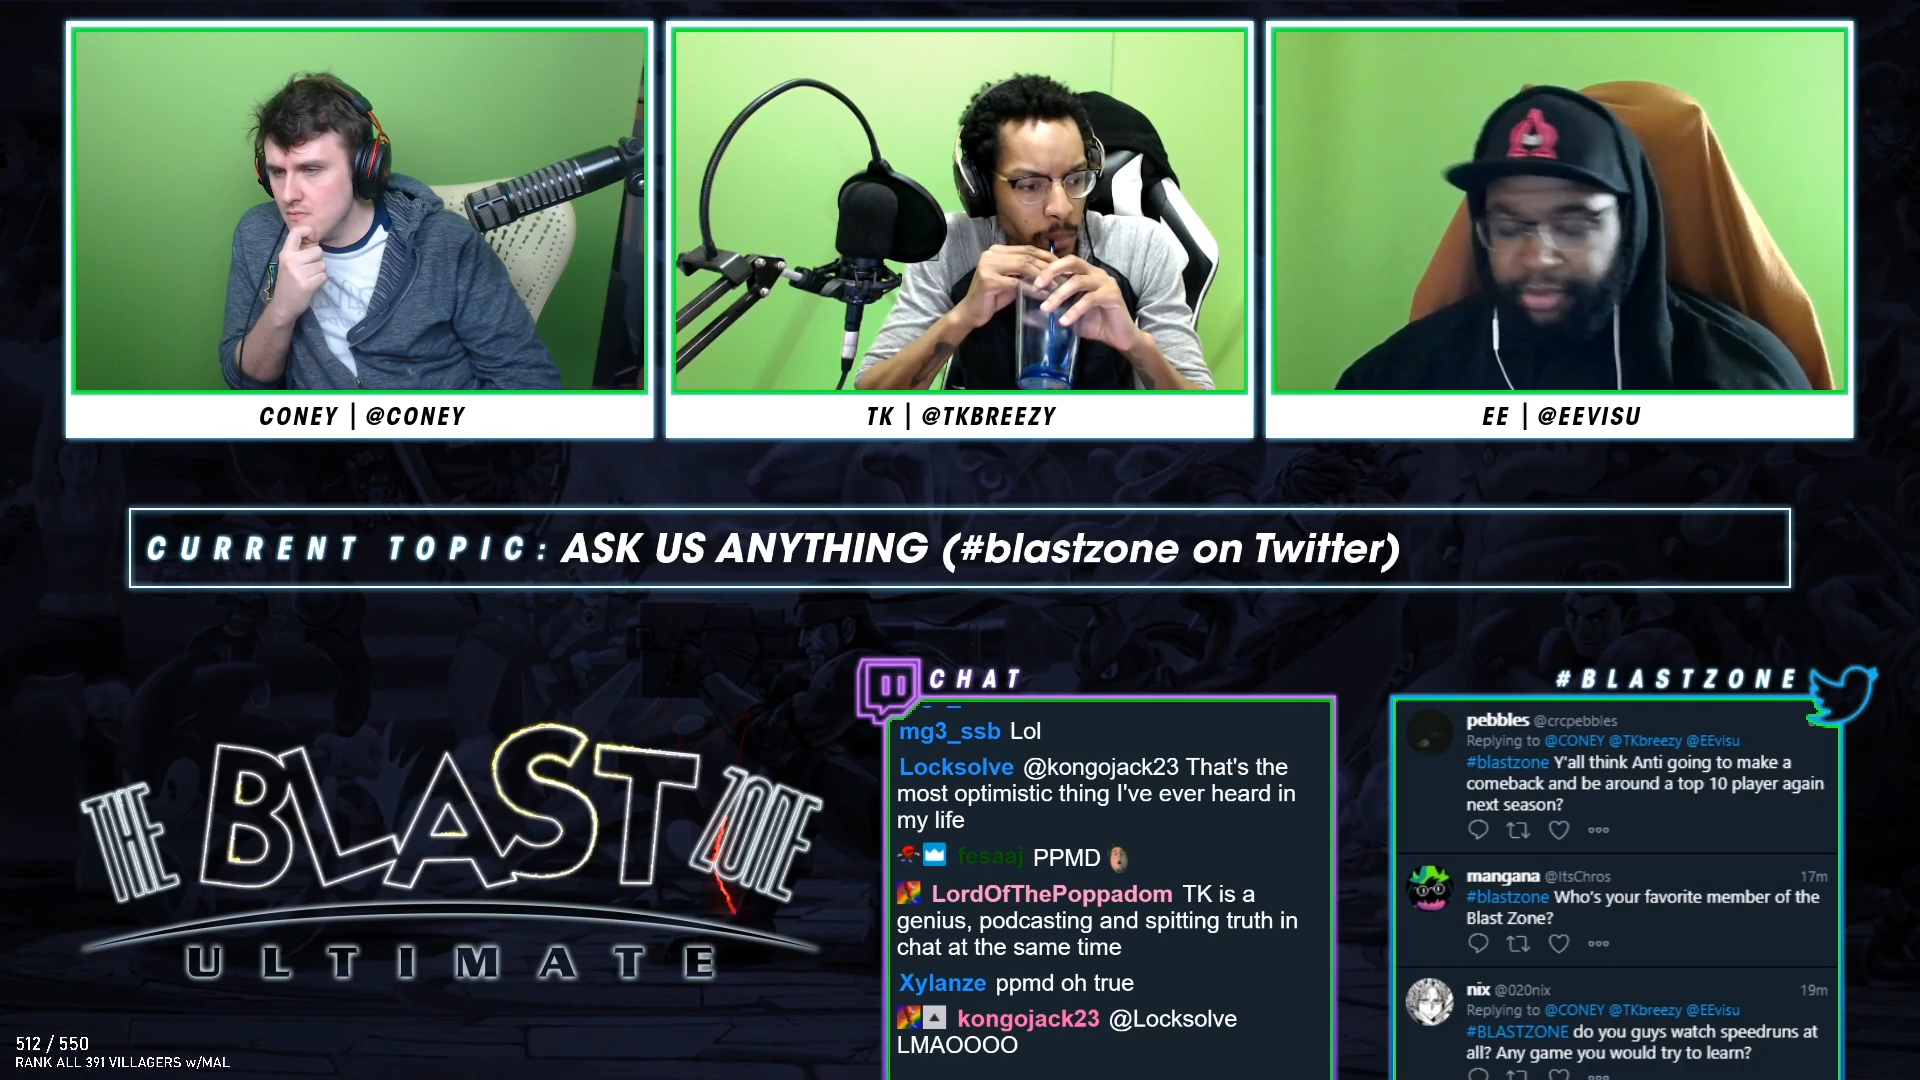 CONEY | @CONEY
TK | @TKBREEZY
EE | @EEVISU
CURRENT TOPIC: ASK US ANYTHING (#blastzone on Twitter)
THE BLAST ZONE
ULTIMATE
512 / 550
RANK ALL 391 VILLAGERS w/MAL
CHAT
mg3_ssb Lol
Locksolve @kongojack23 That's the
most optimistic thing I've ever heard in
my life
fesaaj PPMD
LordOfThePoppadom TK is a
genius, podcasting and spitting truth in
chat at the same time
Xylanze ppmd oh true
kongojack23 @Locksolve
LMAOOOO
#BLASTZONE
pebbles @crcpebbles
Replying to @CONEY @TKbreezy @EEvisu
#blastzone Y'all think Anti going to make a
comeback and be around a top 10 player again
next season?
mangana @ItsChros 17m
#blastzone Who's your favorite member of the
Blast Zone?
nix @020nix 19m
Replying to @CONEY @TKbreezy @EEvisu
#BLASTZONE do you guys watch speedruns at
all? Any game you would try to learn?